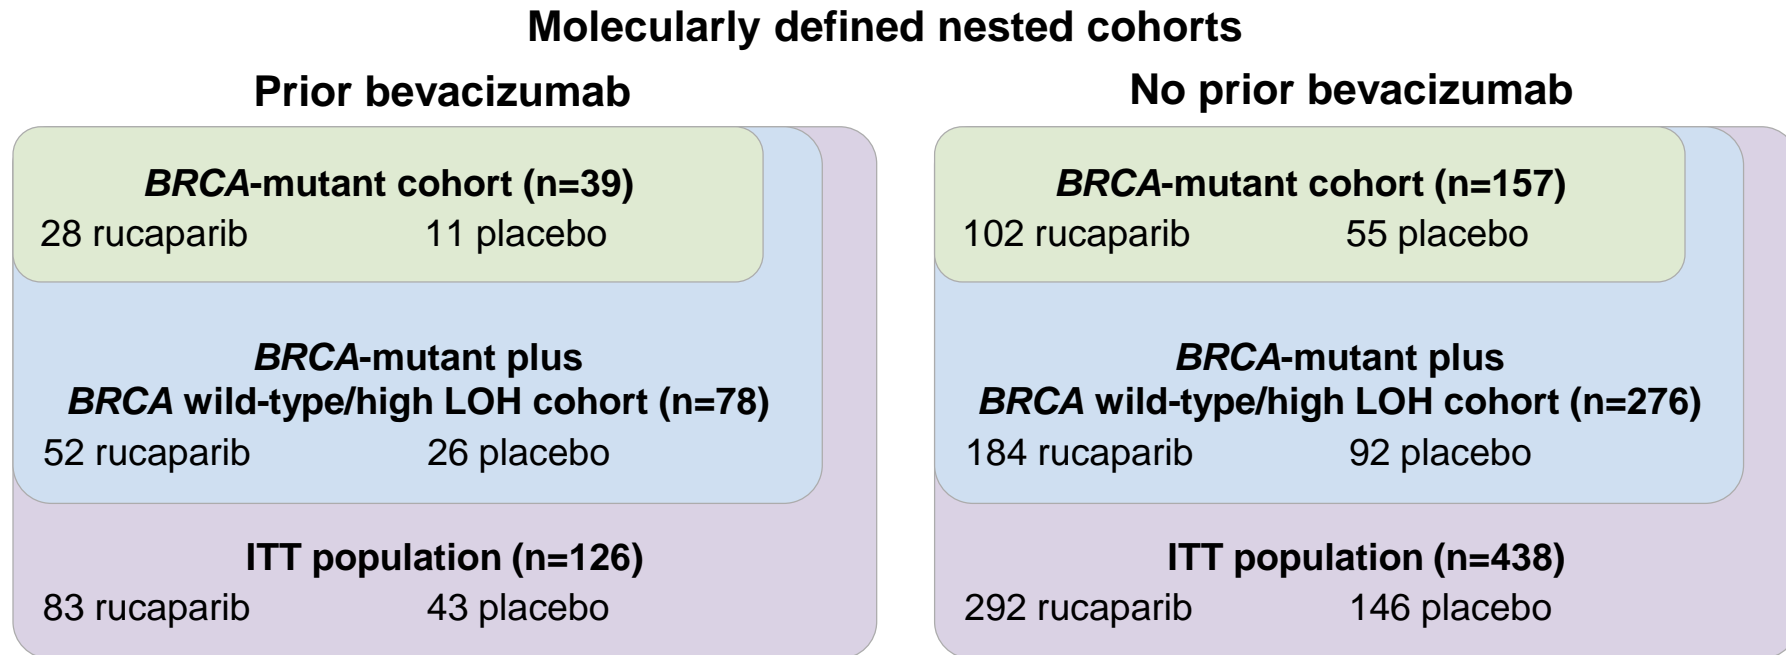 Molecularly defined nested cohorts
Prior bevacizumab
BRCA-mutant cohort (n=39)
28 rucaparib 11 placebo
BRCA-mutant plus
BRCA wild-type/high LOH cohort (n=78)
52 rucaparib 26 placebo
ITT population (n=126)
83 rucaparib 43 placebo
No prior bevacizumab
BRCA-mutant cohort (n=157)
102 rucaparib 55 placebo
BRCA-mutant plus
BRCA wild-type/high LOH cohort (n=276)
184 rucaparib 92 placebo
ITT population (n=438)
292 rucaparib 146 placebo